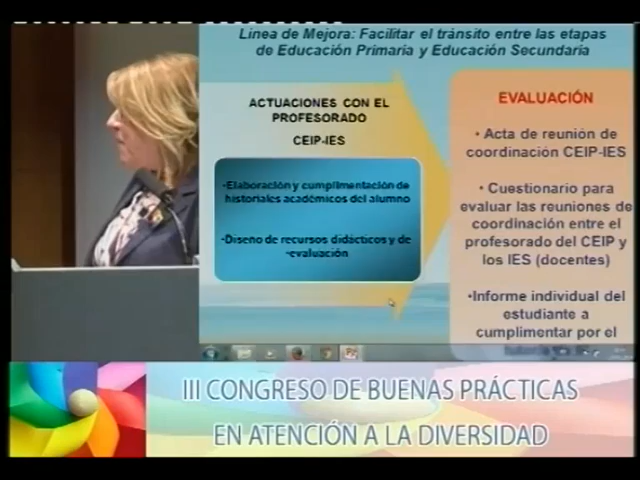 Línea de Mejora: Facilitar el tránsito entre las etapas
de Educación Primaria y Educación Secundaria
ACTUACIONES CON EL
PROFESORADO
CEIP-IES
•Elaboración y cumplimentación de
historiales académicos del alumno
•Diseño de recursos didácticos y de
•evaluación
EVALUACIÓN
• Acta de reunión de
coordinación CEIP-IES
• Cuestionario para
evaluar las reuniones de
coordinación entre el
profesorado del CEIP y
los IES (docentes)
•Informe individual del
estudiante a
cumplimentar por el
III CONGRESO DE BUENAS PRÁCTICAS
EN ATENCIÓN A LA DIVERSIDAD